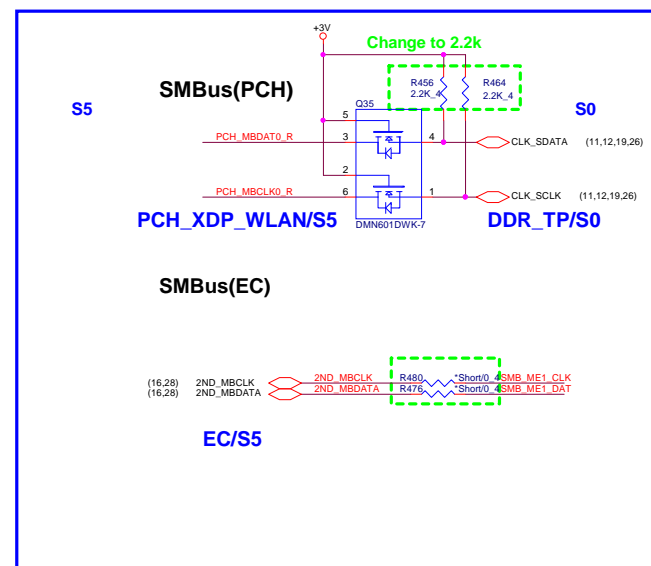 +3V
Change to 2.2k
SMBus(PCH)
R456
2.2K_4
R464
2.2K_4
S5
S0
Q35
5
PCH_MBDAT0_R
3
4
CLK_SDATA (11,12,19,26)
2
PCH_MBCLK0_R
6
1
CLK_SCLK (11,12,19,26)
PCH_XDP_WLAN/S5
DDR_TP/S0
DMN601DWK-7
SMBus(EC)
(16,28) 2ND_MBCLK 2ND_MBCLK R480 *Short/0_4 SMB_ME1_CLK
(16,28) 2ND_MBDATA 2ND_MBDATA R476 *Short/0_4 SMB_ME1_DAT
EC/S5